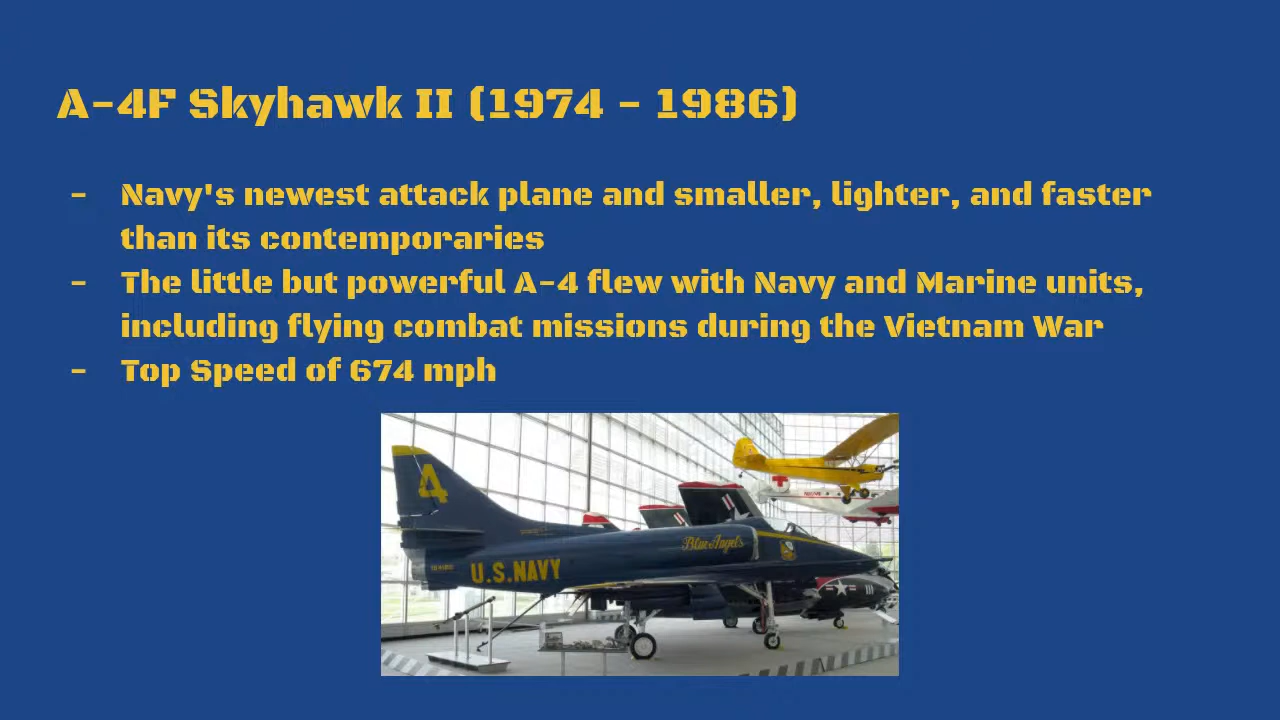 A-4F Skyhawk II (1974 - 1986)
- Navy's newest attack plane and smaller, lighter, and faster
than its contemporaries
- The little but powerful A-4 flew with Navy and Marine units,
including flying combat missions during the Vietnam War
- Top Speed of 674 mph
4
Blue Angels
U.S.NAVY